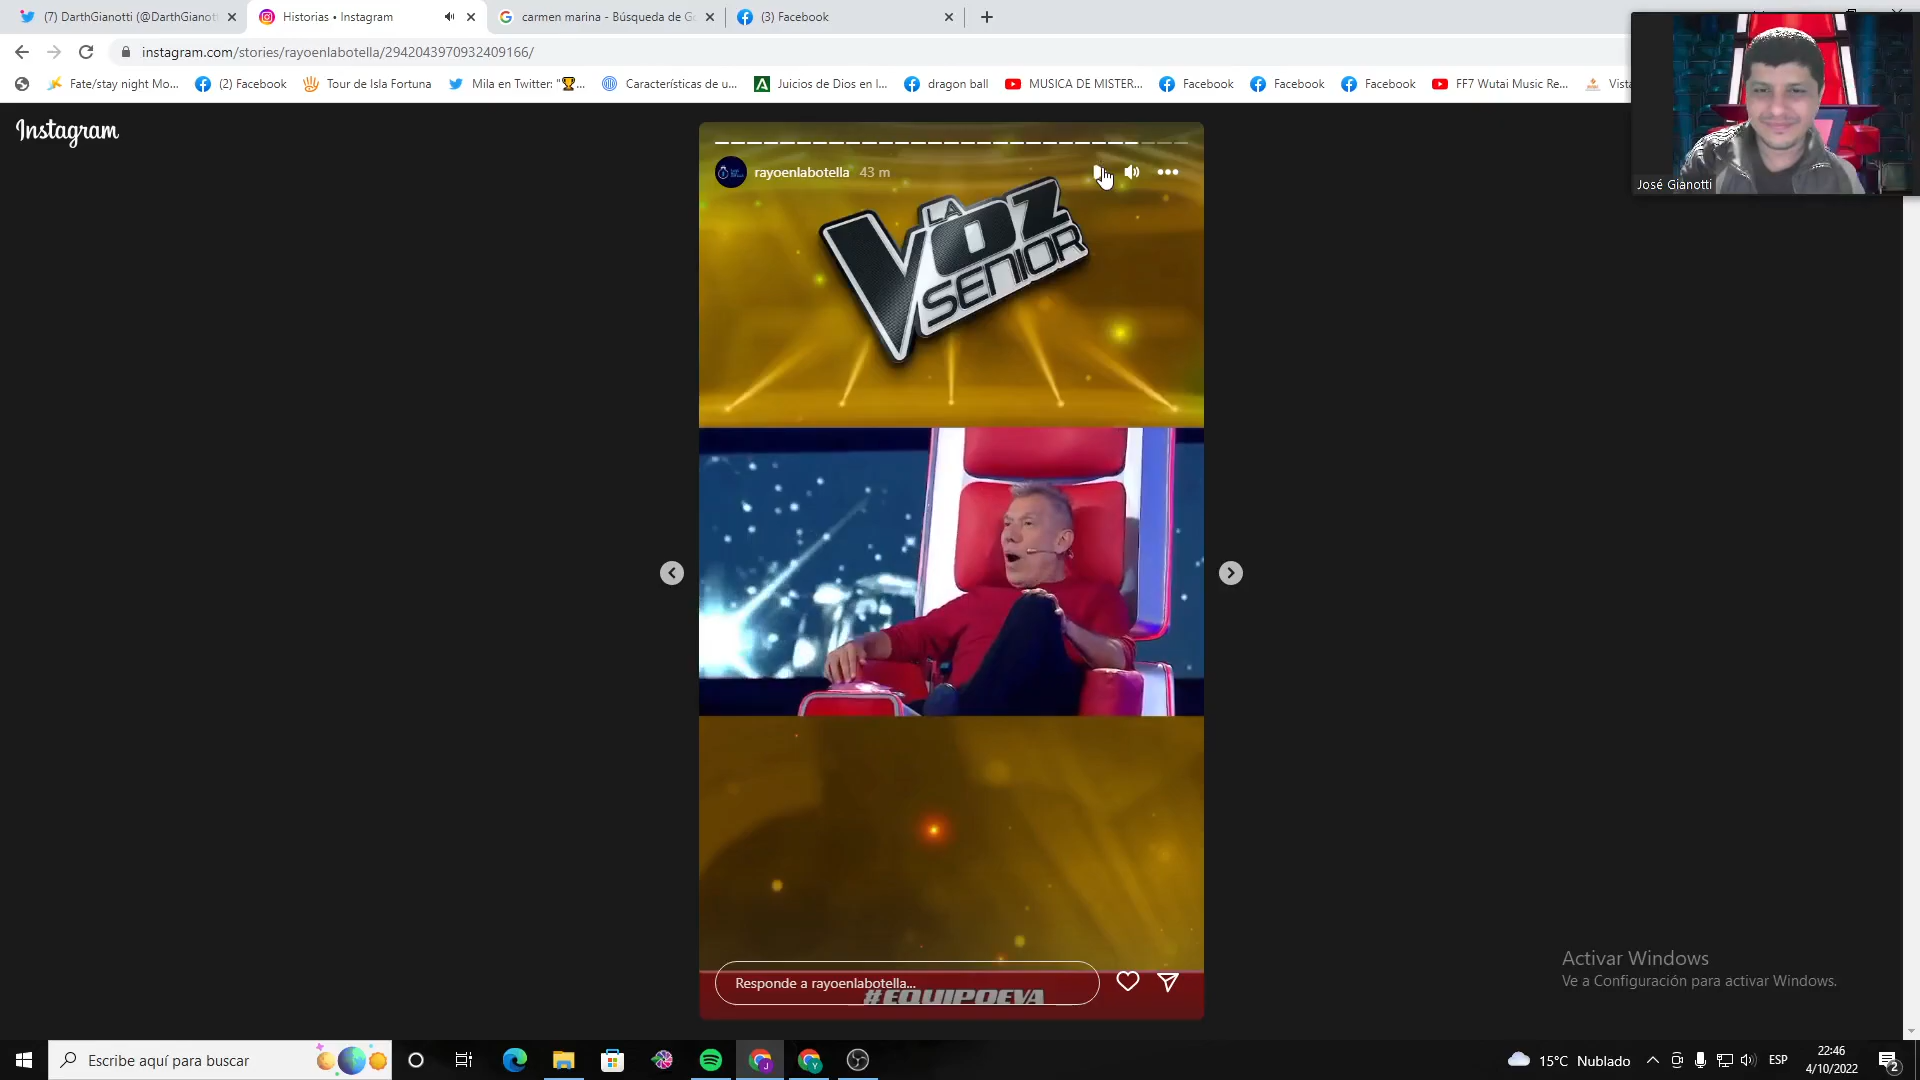 (7) DarthGianotti (@DarthGianot
Historias • Instagram
carmen marina - Búsqueda de Go
(3) Facebook
instagram.com/stories/rayoenlabotella/2942043970932409166/
Fate/stay night Mo...
(2) Facebook
Tour de Isla Fortuna
Mila en Twitter: "🏆...
Características de u...
Juicios de Dios en l...
dragon ball
MUSICA DE MISTER...
Facebook
Facebook
Facebook
FF7 Wutai Music Re...
Vista
José Gianotti
Instagram
rayoenlabotella 43 m
LA
VOZ
SENIOR
Responde a rayoenlabotella...
#EQUIPOEVA
Activar Windows
Ve a Configuración para activar Windows.
Escribe aquí para buscar
15°C Nublado
ESP
22:46
4/10/2022
2